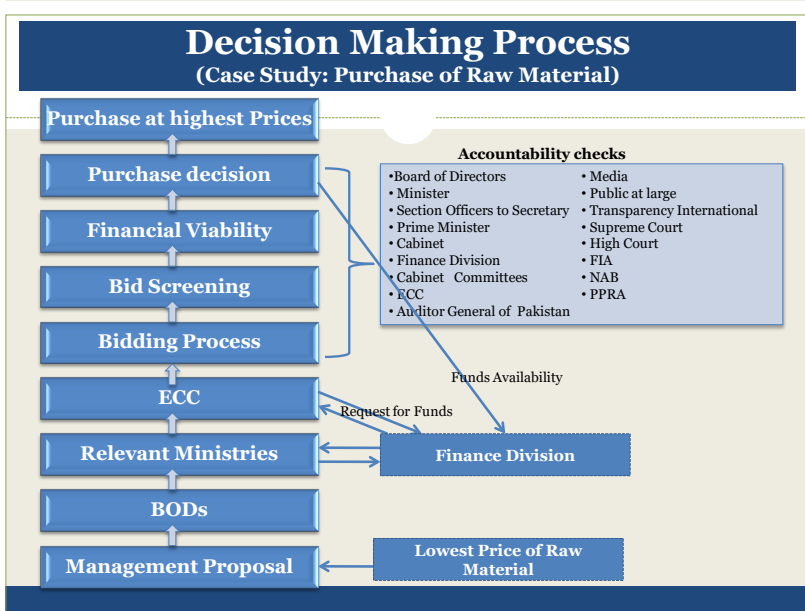 Decision Making Process
(Case Study: Purchase of Raw Material)
Purchase at highest Prices
Purchase decision
Financial Viability
Bid Screening
Bidding Process
ECC
Relevant Ministries
BODs
Management Proposal
Accountability checks
•Board of Directors
• Minister
• Section Officers to Secretary
• Prime Minister
• Cabinet
• Finance Division
• Cabinet Committees
• ECC
• Auditor General of Pakistan
• Media
• Public at large
• Transparency International
• Supreme Court
• High Court
• FIA
• NAB
• PPRA
Funds Availability
Request for Funds
Finance Division
Lowest Price of Raw
Material